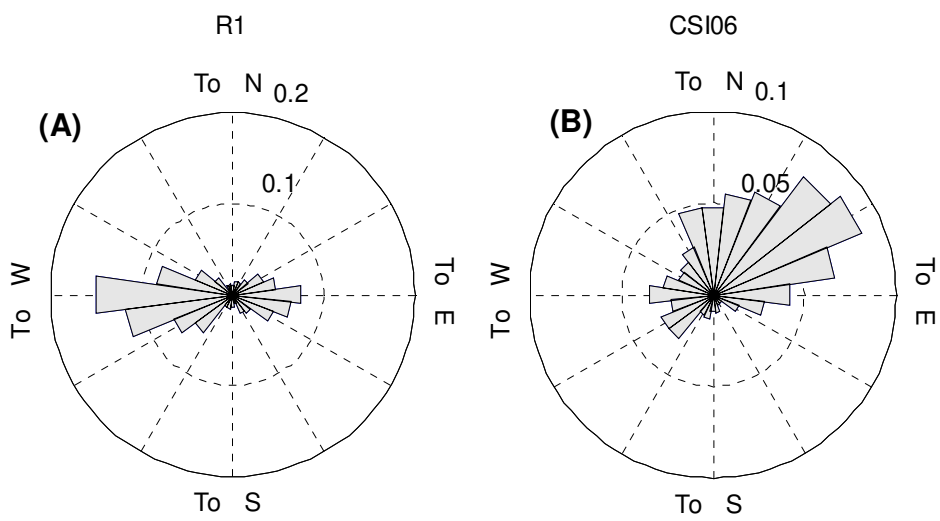 R1
CSI06
To N 0.2
To N 0.1
(A)
(B)
0.1
0.05
To W
To E
To W
To E
To S
To S